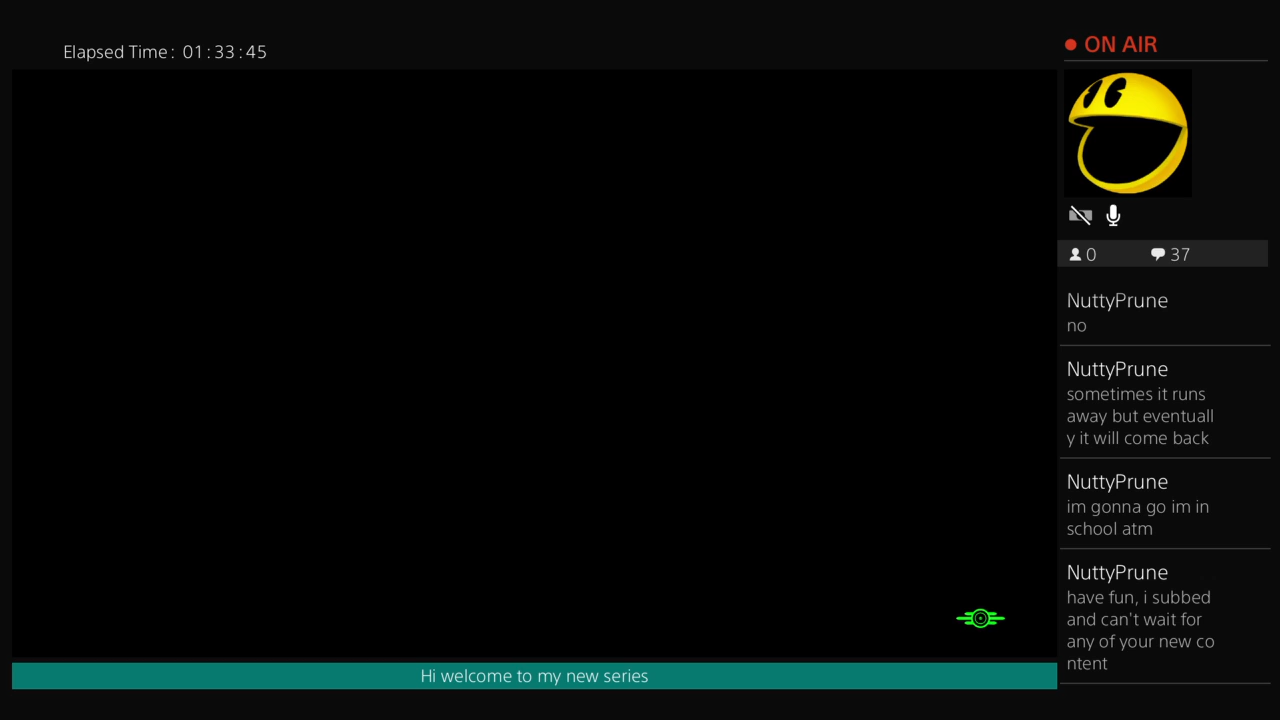 Elapsed Time: 01:33:45
ON AIR
0 37
NuttyPrune
no
NuttyPrune
sometimes it runs
away but eventuall
y it will come back
NuttyPrune
im gonna go im in
school atm
NuttyPrune
have fun, i subbed
and can't wait for
any of your new co
ntent
Hi welcome to my new series